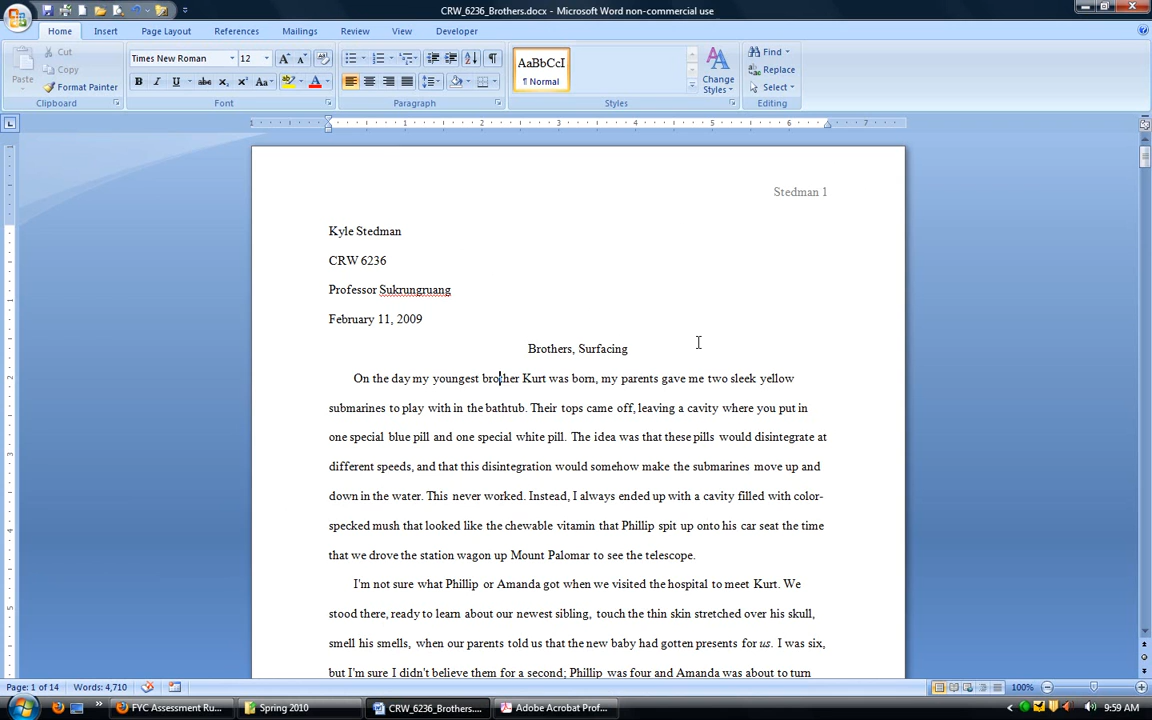 CRW_6236_Brothers.docx - Microsoft Word non-commercial use
Home Insert Page Layout References Mailings Review View Developer
Paste
Cut
Copy
Format Painter
Clipboard
Times New Roman 12
Font
Paragraph
AaBbCcI
¶ Normal
Change Styles
Styles
Find
Replace
Select
Editing
1 1 2 3 4 5 6 7
Stedman 1
Kyle Stedman
CRW 6236
Professor Sukrungruang
February 11, 2009
Brothers, Surfacing
On the day my youngest brother Kurt was born, my parents gave me two sleek yellow
submarines to play with in the bathtub. Their tops came off, leaving a cavity where you put in
one special blue pill and one special white pill. The idea was that these pills would disintegrate at
different speeds, and that this disintegration would somehow make the submarines move up and
down in the water. This never worked. Instead, I always ended up with a cavity filled with color-
specked mush that looked like the chewable vitamin that Phillip spit up onto his car seat the time
that we drove the station wagon up Mount Palomar to see the telescope.
I'm not sure what Phillip or Amanda got when we visited the hospital to meet Kurt. We
stood there, ready to learn about our newest sibling, touch the thin skin stretched over his skull,
smell his smells, when our parents told us that the new baby had gotten presents for us. I was six,
but I'm sure I didn't believe them for a second; Phillip was four and Amanda was about to turn
Page: 1 of 14 Words: 4,710 100%
FYC Assessment Ru... Spring 2010 CRW_6236_Brothers.... Adobe Acrobat Prof... 9:59 AM